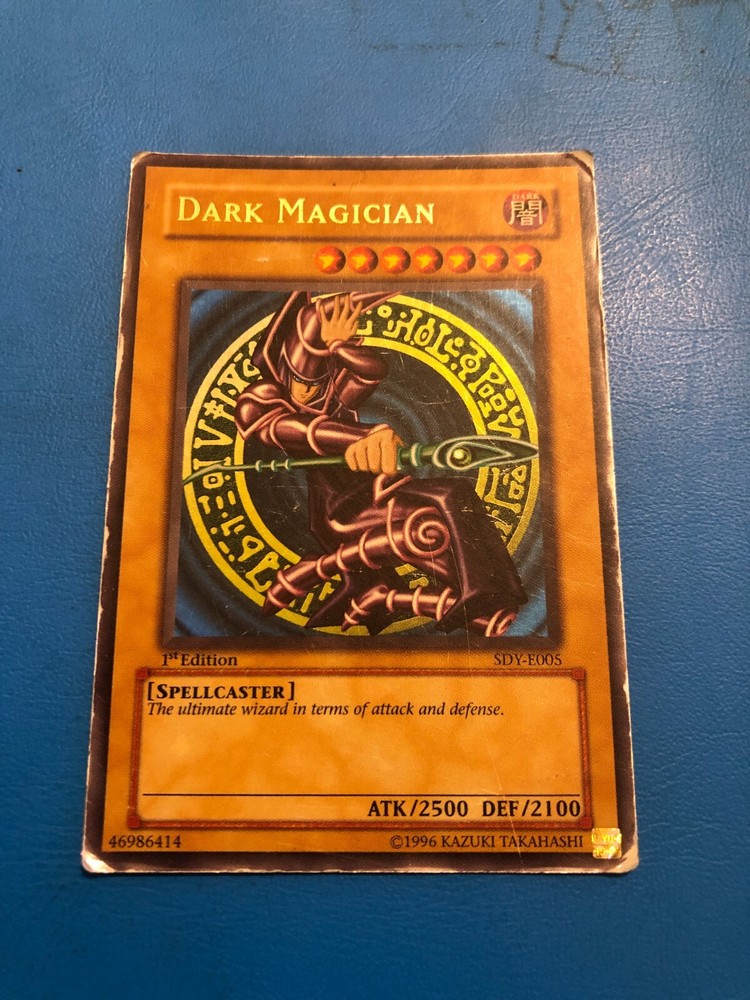 DARK MAGICIAN
DARK
闇
1st Edition
SDY-E005
[SPELLCASTER]
The ultimate wizard in terms of attack and defense.
ATK/2500 DEF/2100
46986414
©1996 KAZUKI TAKAHASHI